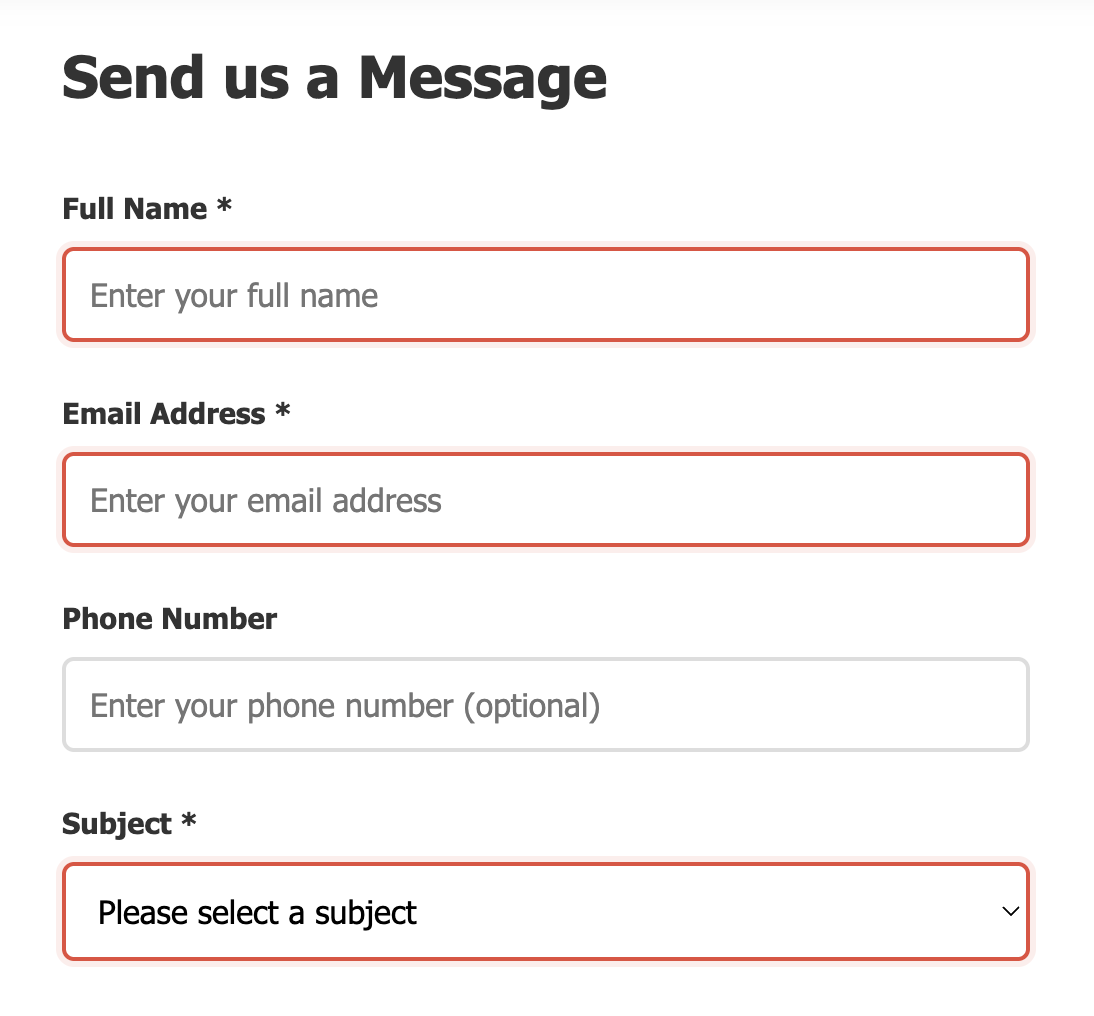 Send us a Message
Full Name *
Enter your full name
Email Address *
Enter your email address
Phone Number
Enter your phone number (optional)
Subject *
Please select a subject